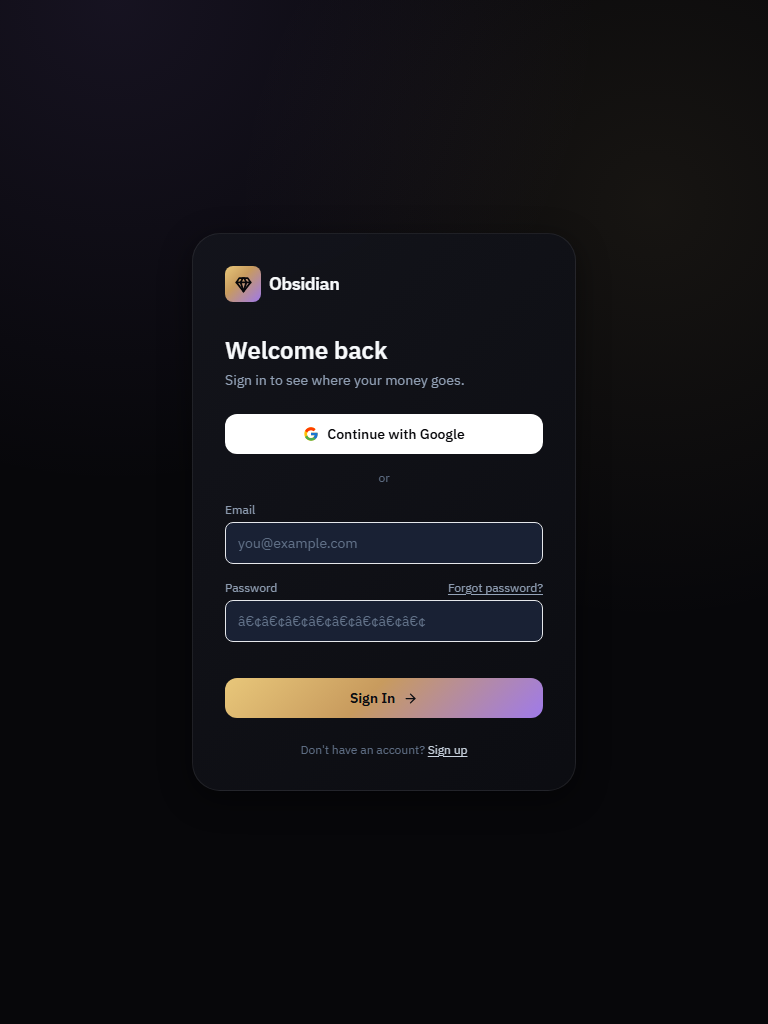 Obsidian
Welcome back
Sign in to see where your money goes.
Continue with Google
or
Email
you@example.com
Password Forgot password?
â€¢â€¢â€¢â€¢â€¢â€¢â€¢â€¢
Sign In →
Don't have an account? Sign up